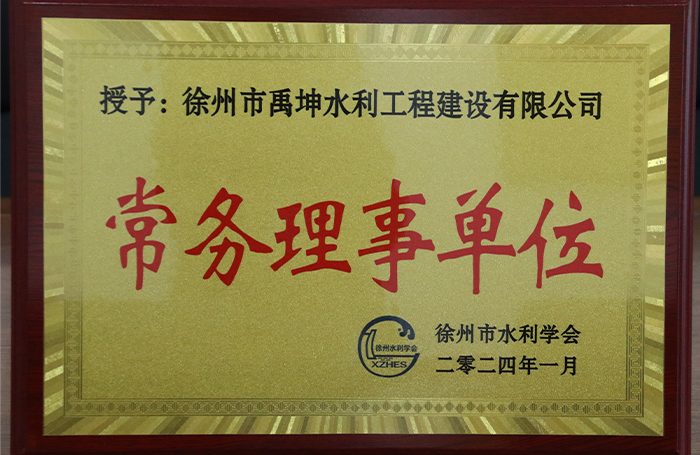 授予：徐州市禹坤水利工程建设有限公司
常务理事单位
徐州水利学会
XZHES
徐州市水利学会
二零二四年一月